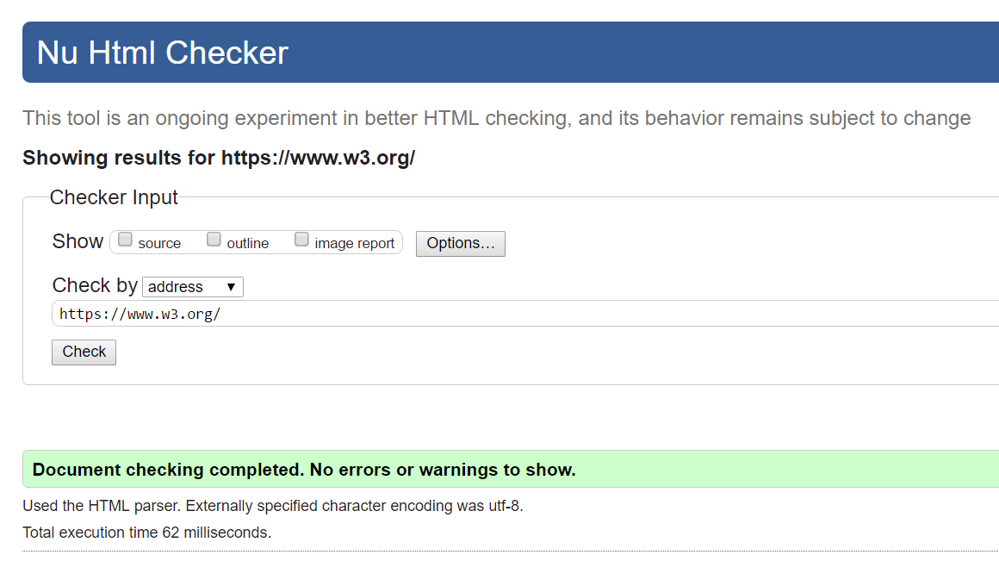 Nu Html Checker
This tool is an ongoing experiment in better HTML checking, and its behavior remains subject to change
Showing results for https://www.w3.org/
Checker Input
Show source outline image report Options…
Check by address ▼
https://www.w3.org/
Check
Document checking completed. No errors or warnings to show.
Used the HTML parser. Externally specified character encoding was utf-8.
Total execution time 62 milliseconds.